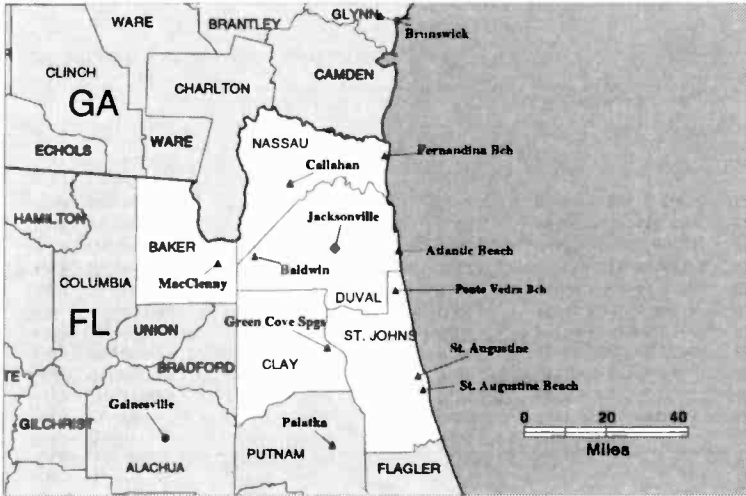 WARE
BRANTLEY
GLYNN
Brunswick
CLINCH
GA
CHARLTON
CAMDEN
ECHOLS
WARE
NASSAU
Fernandina Bch
Callahan
HAMILTON
Jacksonville
BAKER
Atlantic Beach
COLUMBIA
MacClenny
Baldwin
Ponte Vedra Bch
DUVAL
FL
UNION
Green Cove Spgs
ST. JOHNS
St. Augustine
BRADFORD
CLAY
TE
St. Augustine Beach
GILCHRIST
Gainesville
Palatka
0 20 40
Miles
PUTNAM
ALACHUA
FLAGLER